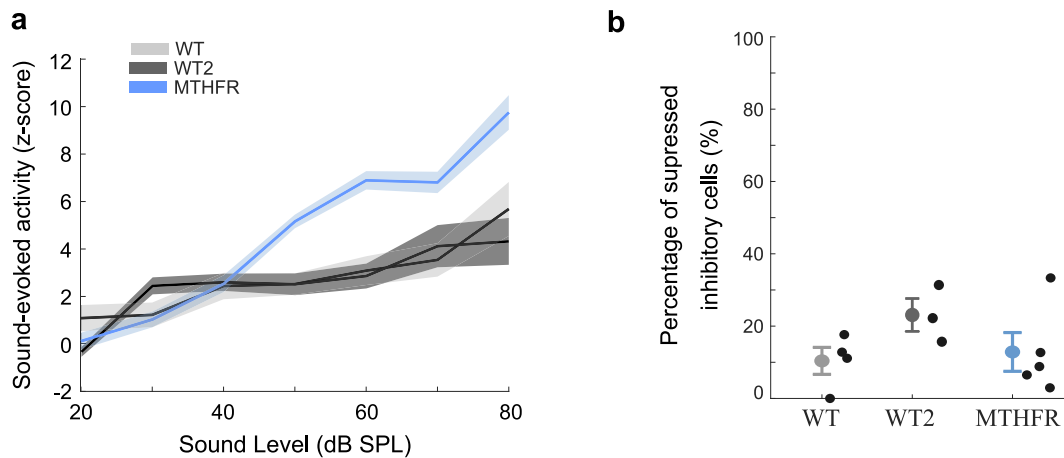 a
WT
WT2
MTHFR
Sound-evoked activity (z-score)
12
10
8
6
4
2
0
-2
20
40
60
80
Sound Level (dB SPL)
b
Percentage of supressed
inhibitory cells (%)
100
80
60
40
20
0
WT
WT2
MTHFR